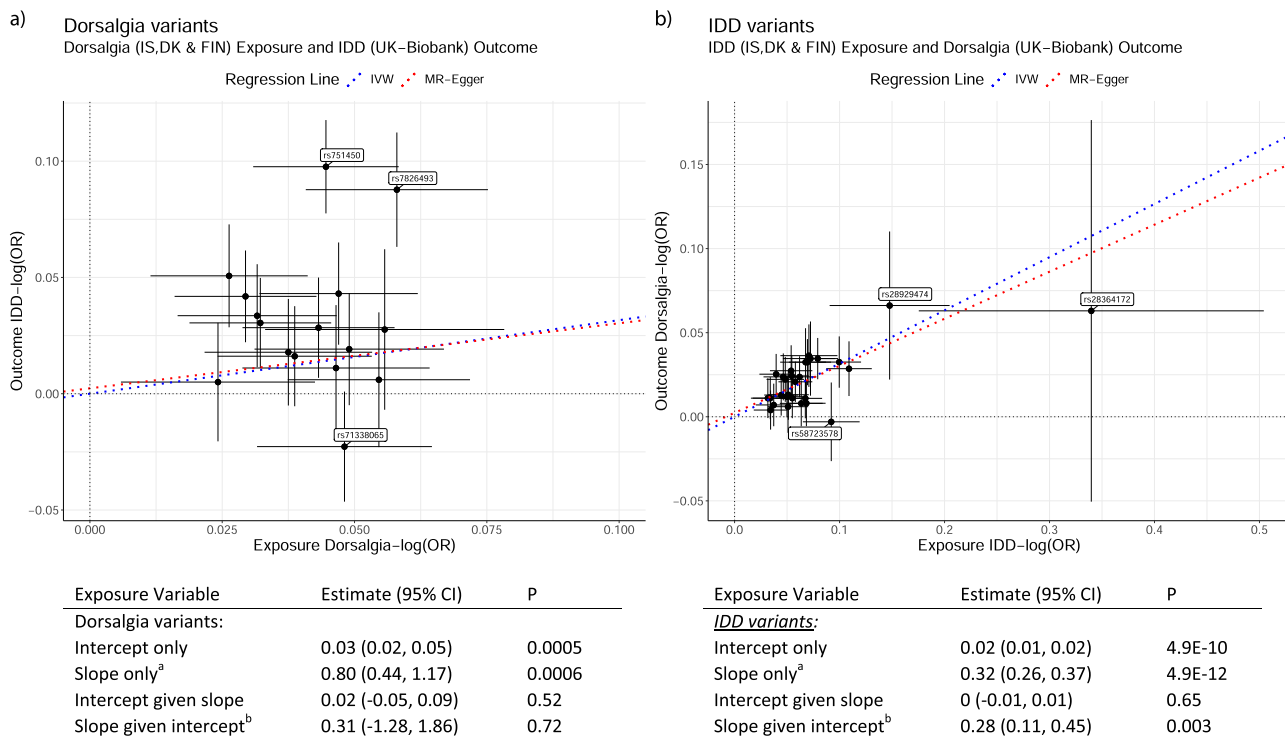 a)
Dorsalgia variants
Dorsalgia (IS,DK & FIN) Exposure and IDD (UK−Biobank) Outcome
Regression Line IVW MR−Egger
Outcome IDD−log(OR)
0.10
0.05
0.00
−0.05
rs751450
rs7826493
rs71338065
0.000 0.025 0.050 0.075 0.100
Exposure Dorsalgia−log(OR)
Exposure Variable Estimate (95% CI) P
Dorsalgia variants:
Intercept only 0.03 (0.02, 0.05) 0.0005
Slope onlyᵃ 0.80 (0.44, 1.17) 0.0006
Intercept given slope 0.02 (-0.05, 0.09) 0.52
Slope given interceptᵇ 0.31 (-1.28, 1.86) 0.72
b)
IDD variants
IDD (IS,DK & FIN) Exposure and Dorsalgia (UK−Biobank) Outcome
Regression Line IVW MR−Egger
Outcome Dorsalgia−log(OR)
0.15
0.10
0.05
0.00
−0.05
rs28929474
rs28364172
rs58723578
0.0 0.1 0.2 0.3 0.4 0.5
Exposure IDD−log(OR)
Exposure Variable Estimate (95% CI) P
IDD variants:
Intercept only 0.02 (0.01, 0.02) 4.9E-10
Slope onlyᵃ 0.32 (0.26, 0.37) 4.9E-12
Intercept given slope 0 (-0.01, 0.01) 0.65
Slope given interceptᵇ 0.28 (0.11, 0.45) 0.003